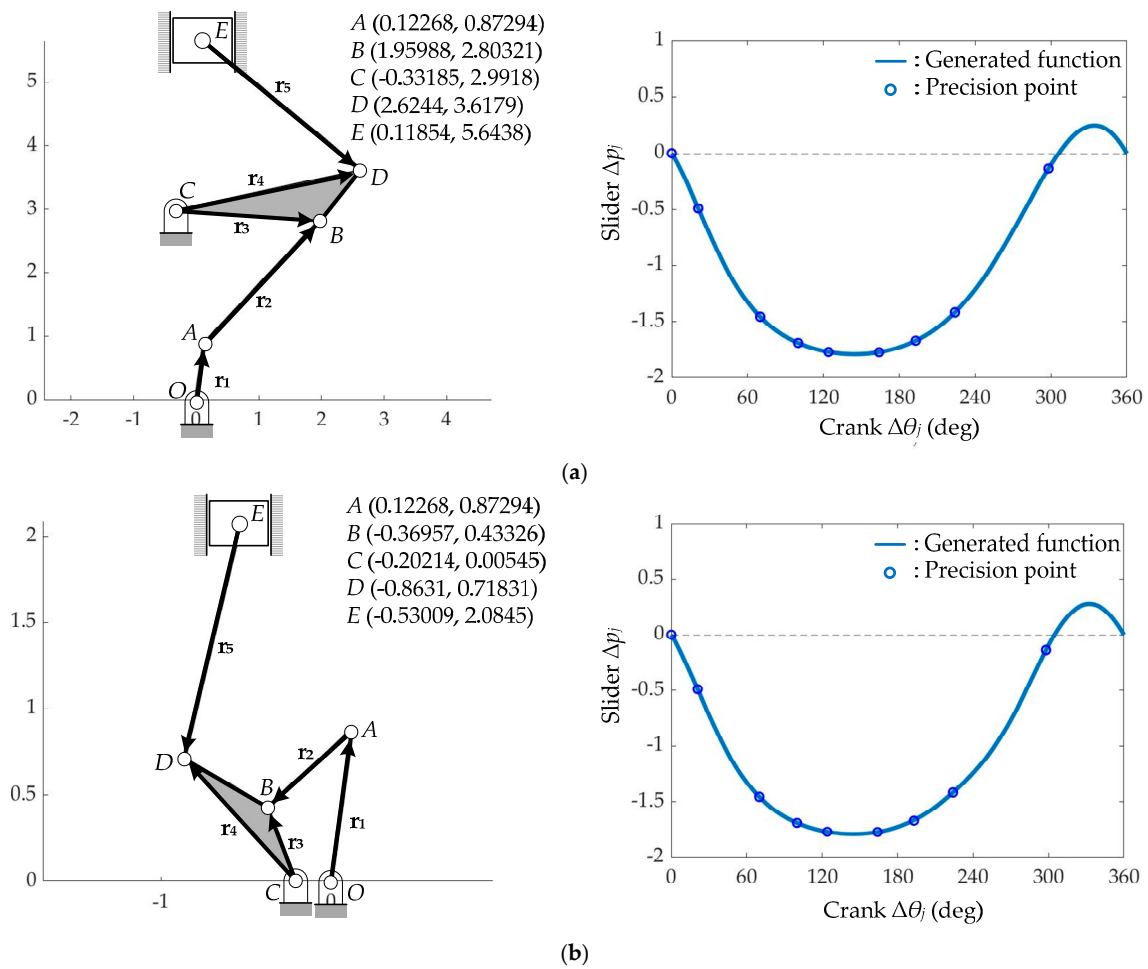 A (0.12268, 0.87294)
B (1.95988, 2.80321)
C (-0.33185, 2.9918)
D (2.6244, 3.6179)
E (0.11854, 5.6438)
E
r5
r4
C
D
r3
B
r2
A
r1
O
5
4
3
2
1
0
-2 -1 0 1 2 3 4
1
0.5
0
-0.5
-1
-1.5
-2
: Generated function
: Precision point
Slider Δpj
0 60 120 180 240 300 360
Crank Δθj (deg)
(a)
A (0.12268, 0.87294)
B (-0.36957, 0.43326)
C (-0.20214, 0.00545)
D (-0.8631, 0.71831)
E (-0.53009, 2.0845)
E
r5
A
r2
D
B
r4
r3
r1
C
O
2
1.5
1
0.5
0
-1 0
1
0.5
0
-0.5
-1
-1.5
-2
: Generated function
: Precision point
Slider Δpj
0 60 120 180 240 300 360
Crank Δθj (deg)
(b)